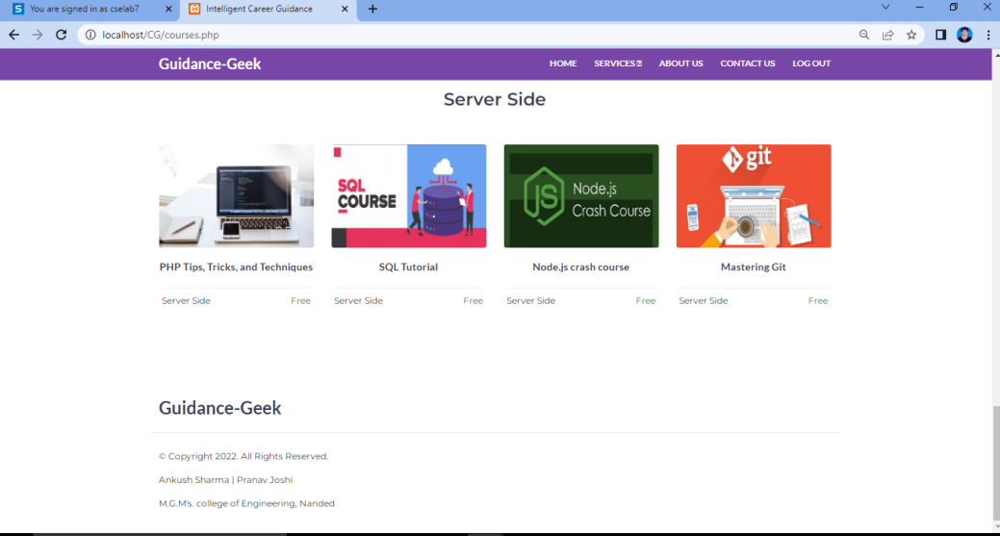 You are signed in as cselab7
Intelligent Career Guidance
localhost/CG/courses.php
Guidance-Geek
HOME SERVICES ABOUT US CONTACT US LOG OUT
Server Side
SQL
COURSE
JS
Node.js
Crash Course
git
PHP Tips, Tricks, and Techniques
SQL Tutorial
Node.js crash course
Mastering Git
Server Side Free
Server Side Free
Server Side Free
Server Side Free
Guidance-Geek
© Copyright 2022. All Rights Reserved.
Ankush Sharma | Pranav Joshi
M.G.M's. college of Engineering, Nanded